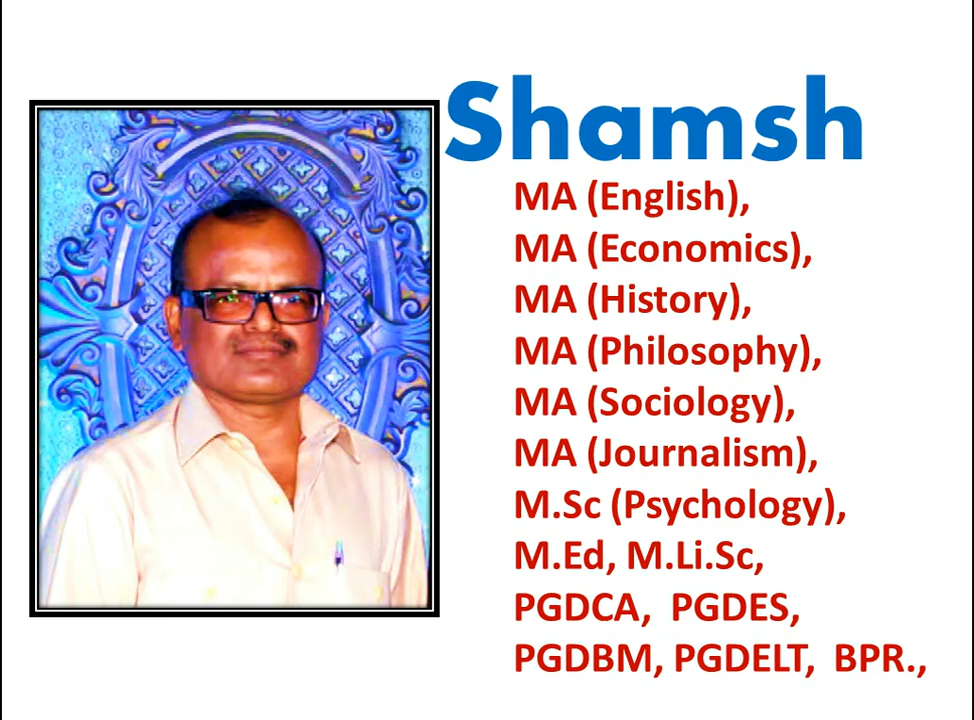 Shamsh
MA (English),
MA (Economics),
MA (History),
MA (Philosophy),
MA (Sociology),
MA (Journalism),
M.Sc (Psychology),
M.Ed, M.Li.Sc,
PGDCA, PGDES,
PGDBM, PGDELT, BPR.,